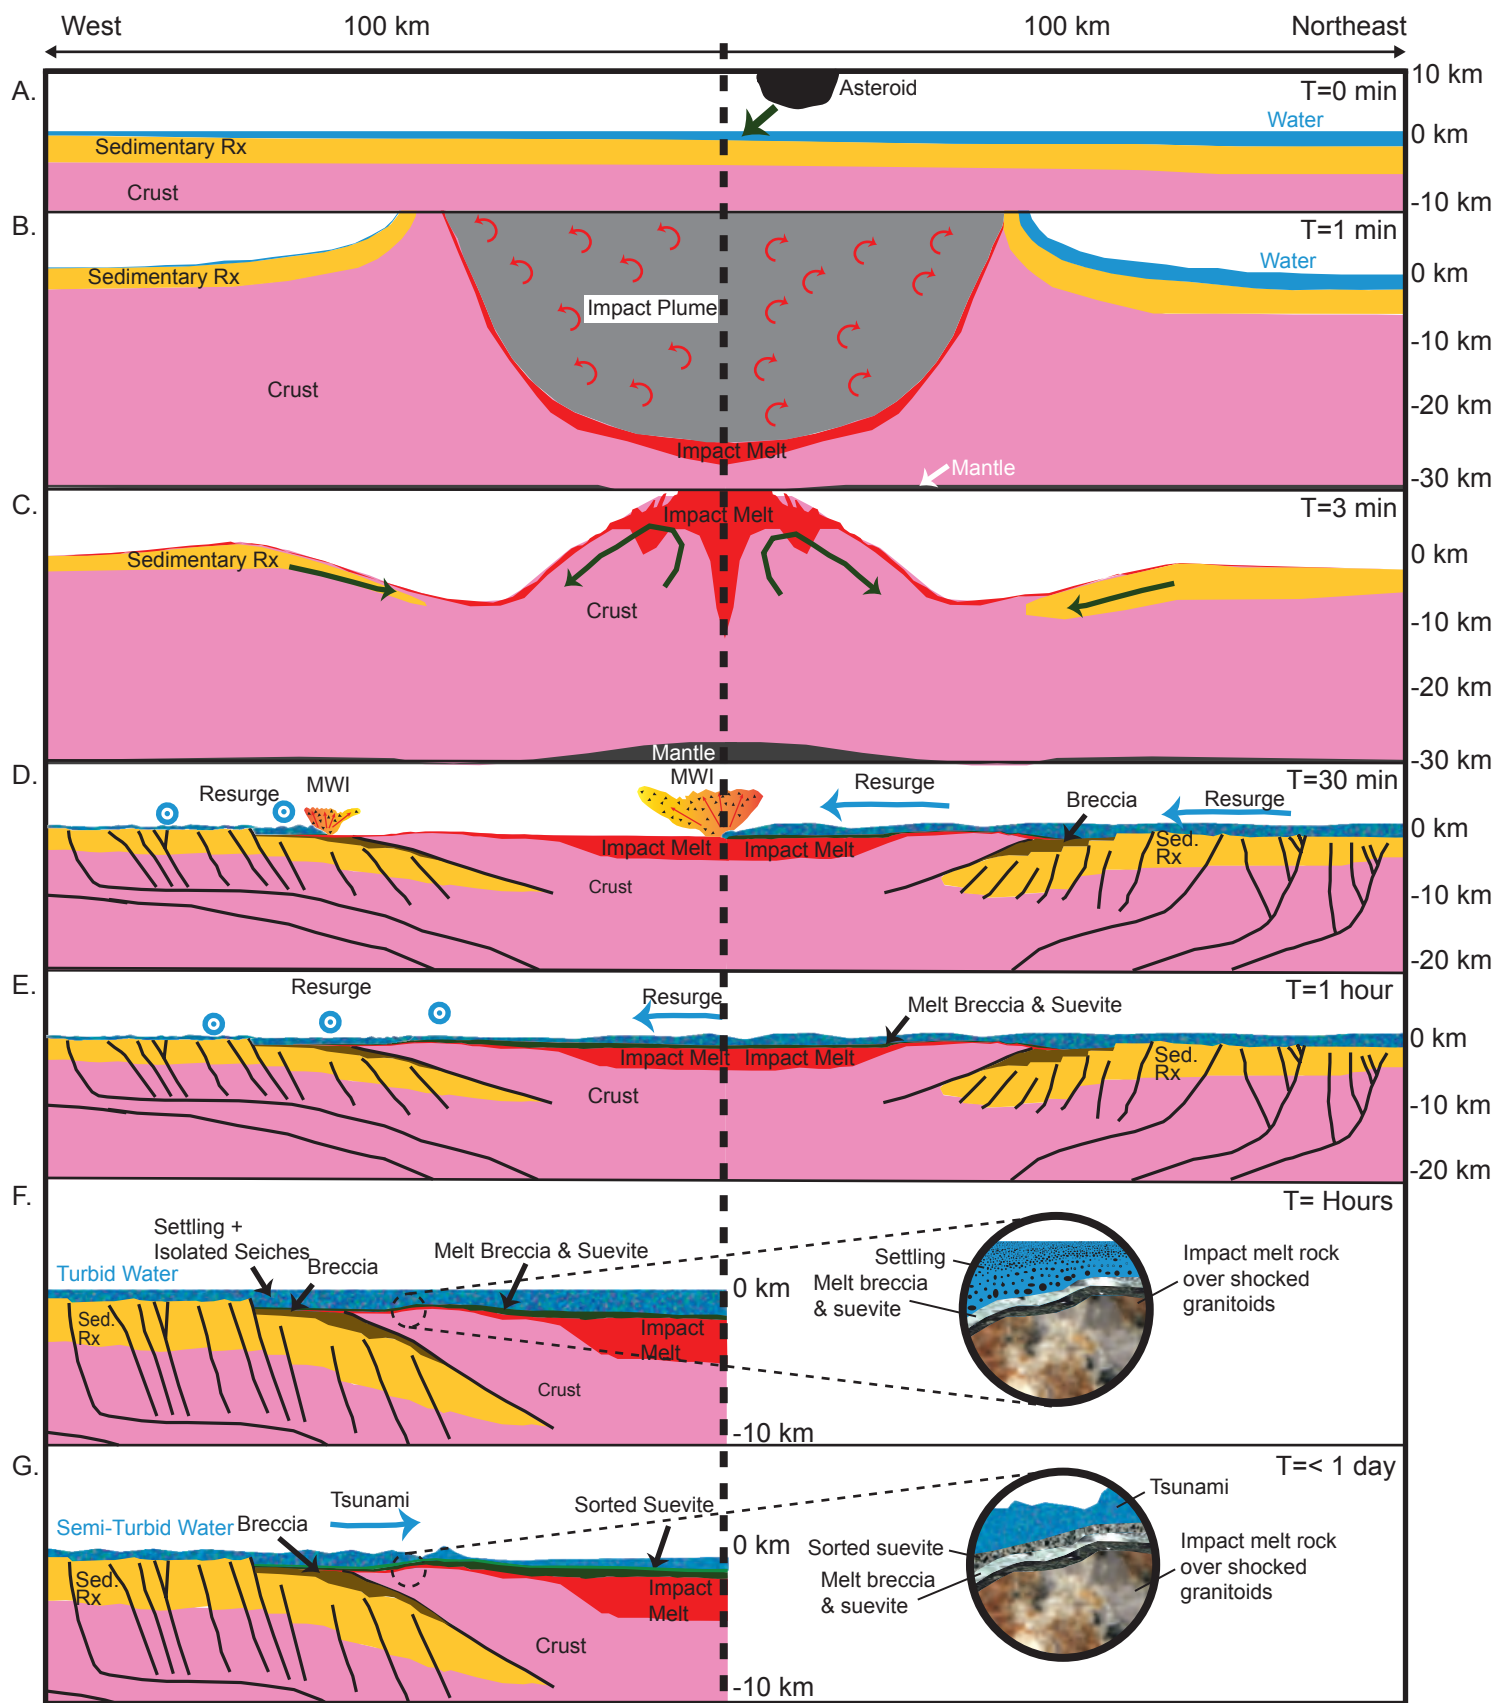 West 100 km 100 km Northeast
A.
Asteroid
T=0 min
10 km
Water
0 km
Sedimentary Rx
Crust
-10 km
B.
T=1 min
Water
0 km
Sedimentary Rx
Impact Plume
-10 km
Crust
-20 km
Impact Melt
Mantle
-30 km
C.
T=3 min
Impact Melt
Sedimentary Rx
0 km
Crust
-10 km
-20 km
Mantle
-30 km
D.
T=30 min
Resurge
MWI
MWI
Resurge
Breccia
Resurge
0 km
Impact Melt
Impact Melt
Sed.
Rx
Crust
-10 km
-20 km
E.
T=1 hour
Resurge
Resurge
Melt Breccia & Suevite
0 km
Impact Melt
Impact Melt
Sed.
Rx
Crust
-10 km
-20 km
F.
T= Hours
Settling +
Isolated Seiches
Turbid Water
Breccia
Melt Breccia & Suevite
0 km
Sed.
Rx
Impact
Melt
Crust
-10 km
Settling
Melt breccia
& suevite
Impact melt rock
over shocked
granitoids
G.
T=< 1 day
Tsunami
Semi-Turbid Water
Breccia
Sorted Suevite
0 km
Sed.
Rx
Impact
Melt
Crust
-10 km
Tsunami
Sorted suevite
Melt breccia
& suevite
Impact melt rock
over shocked
granitoids